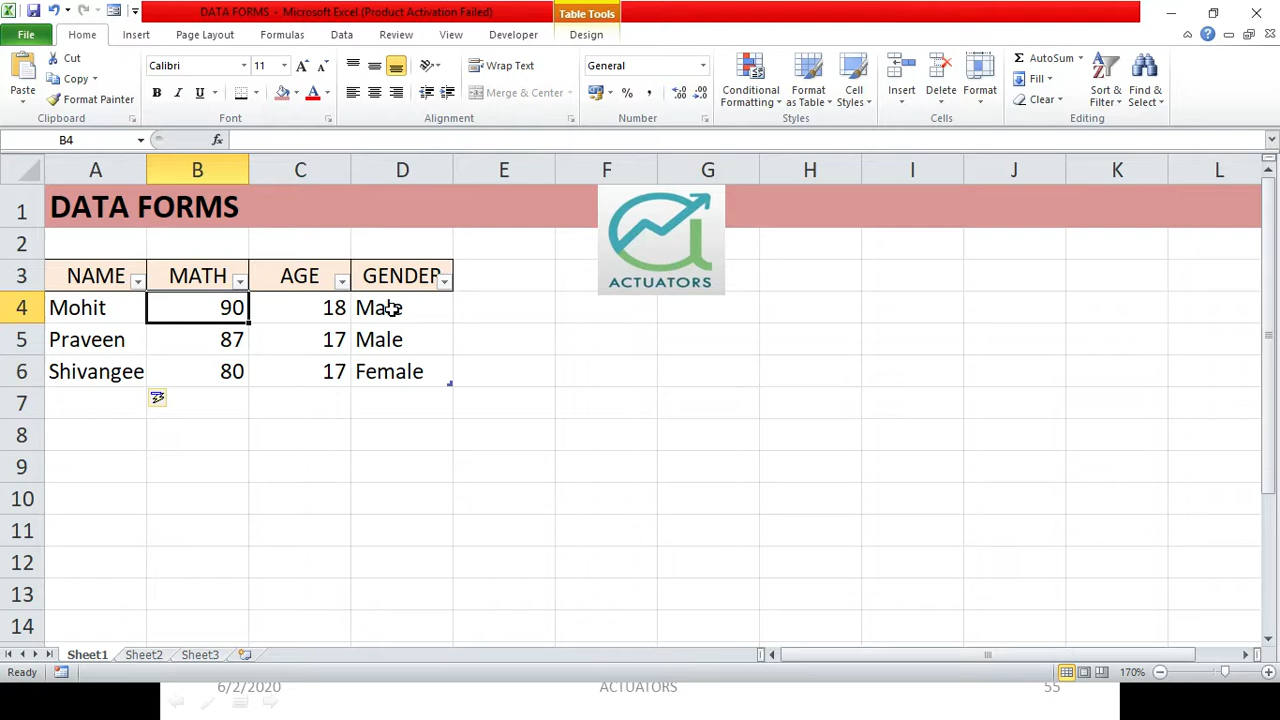 DATA FORMS - Microsoft Excel (Product Activation Failed)
Table Tools
File Home Insert Page Layout Formulas Data Review View Developer Design
Paste
Cut
Copy
Format Painter
Clipboard
Calibri 11
B I U A
Font
Wrap Text
Merge & Center
Alignment
General
% ,
Number
Conditional Formatting
Format as Table
Cell Styles
Styles
Insert
Delete
Format
Cells
AutoSum
Fill
Clear
Sort & Filter
Find & Select
Editing
B4 fx
A B C D E F G H I J K L
1 DATA FORMS
ACTUATORS
2
3 NAME MATH AGE GENDER
4 Mohit 90 18 Male
5 Praveen 87 17 Male
6 Shivangee 80 17 Female
7
8
9
10
11
12
13
14
Sheet1 Sheet2 Sheet3
Ready 170%
6/2/2020 ACTUATORS 55